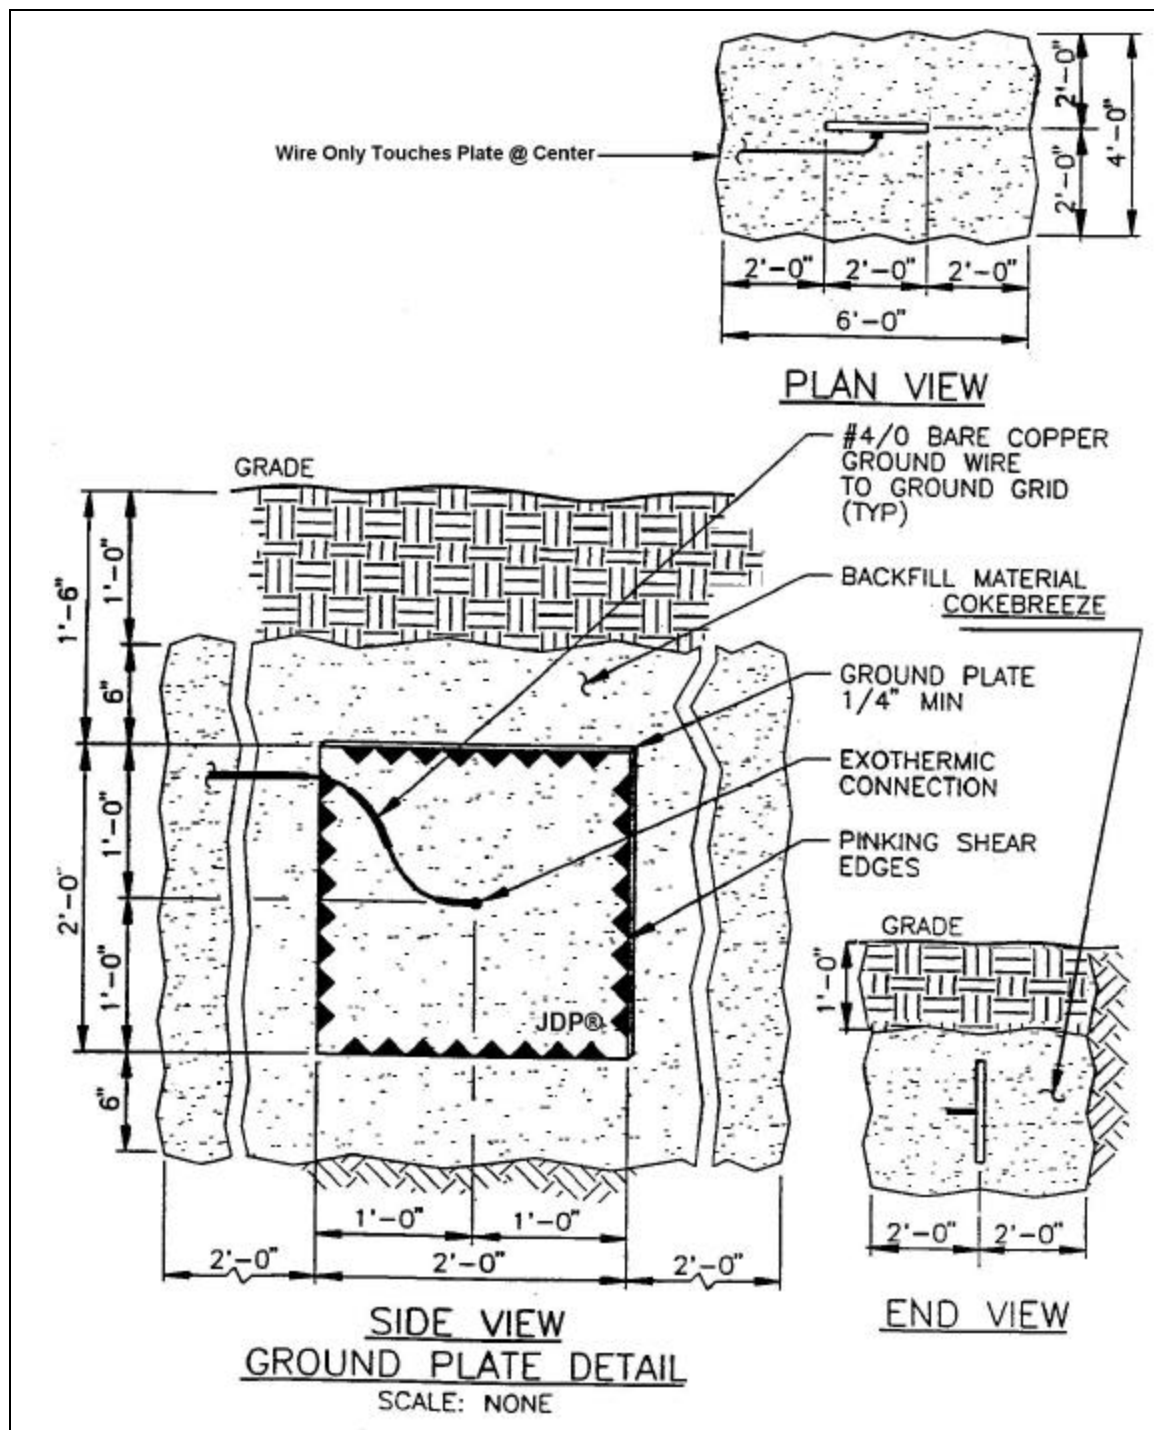 2'-0"
4'-0"
2'-0"
Wire Only Touches Plate @ Center
2'-0" 2'-0" 2'-0"
6'-0"
PLAN VIEW
#4/0 BARE COPPER
GROUND WIRE
TO GROUND GRID
(TYP)
GRADE
1'-0"
1'-6"
6"
BACKFILL MATERIAL
COKEBREEZE
GROUND PLATE
1/4" MIN
EXOTHERMIC
CONNECTION
PINKING SHEAR
EDGES
1'-0"
2'-0"
1'-0"
6"
JDP®
GRADE
1'-0"
1'-0" 1'-0"
2'-0" 2'-0" 2'-0"
2'-0" 2'-0"
SIDE VIEW
END VIEW
GROUND PLATE DETAIL
SCALE: NONE